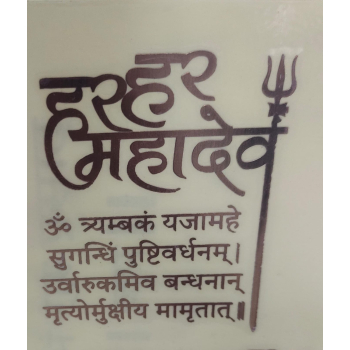 हर हर
महादेव
ॐ त्र्यम्बकं यजामहे
सुगन्धिं पुष्टिवर्धनम् ।
उर्वारुकमिव बन्धनान्
मृत्योर्मुक्षीय मामृतात् ॥